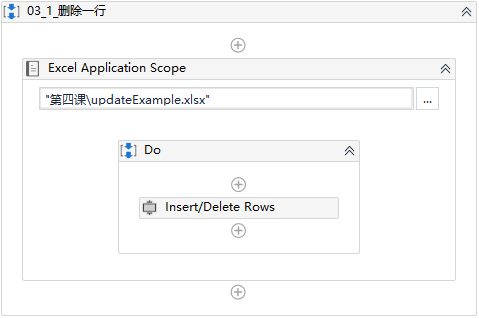 03_1_删除一行
Excel Application Scope
"第四课\updateExample.xlsx"
...
Do
Insert/Delete Rows